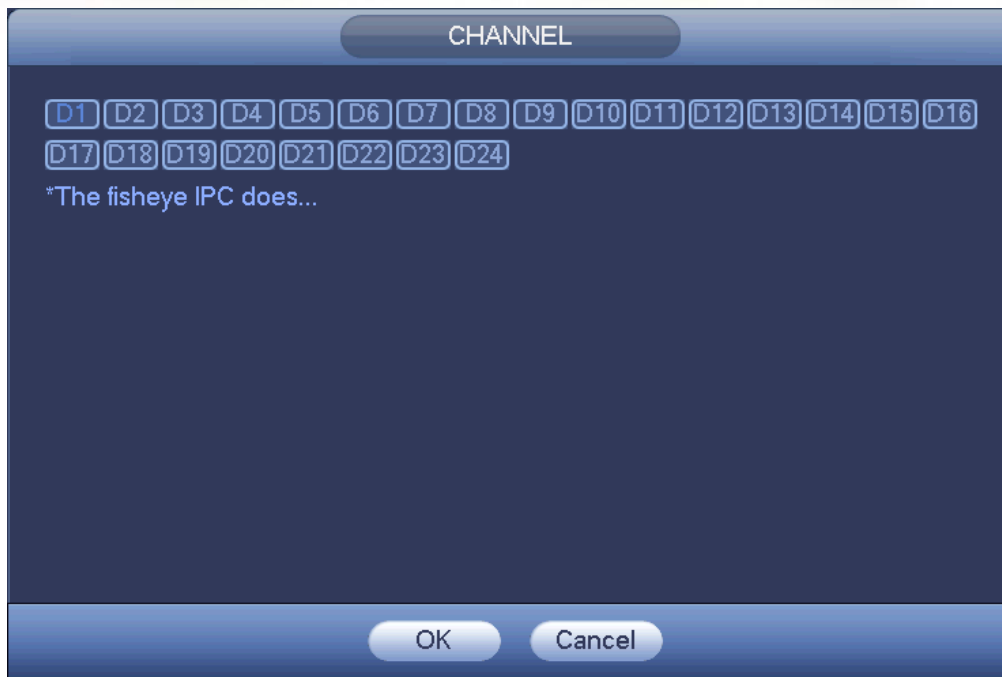 CHANNEL
D1 D2 D3 D4 D5 D6 D7 D8 D9 D10 D11 D12 D13 D14 D15 D16
D17 D18 D19 D20 D21 D22 D23 D24
*The fisheye IPC does...
OK Cancel